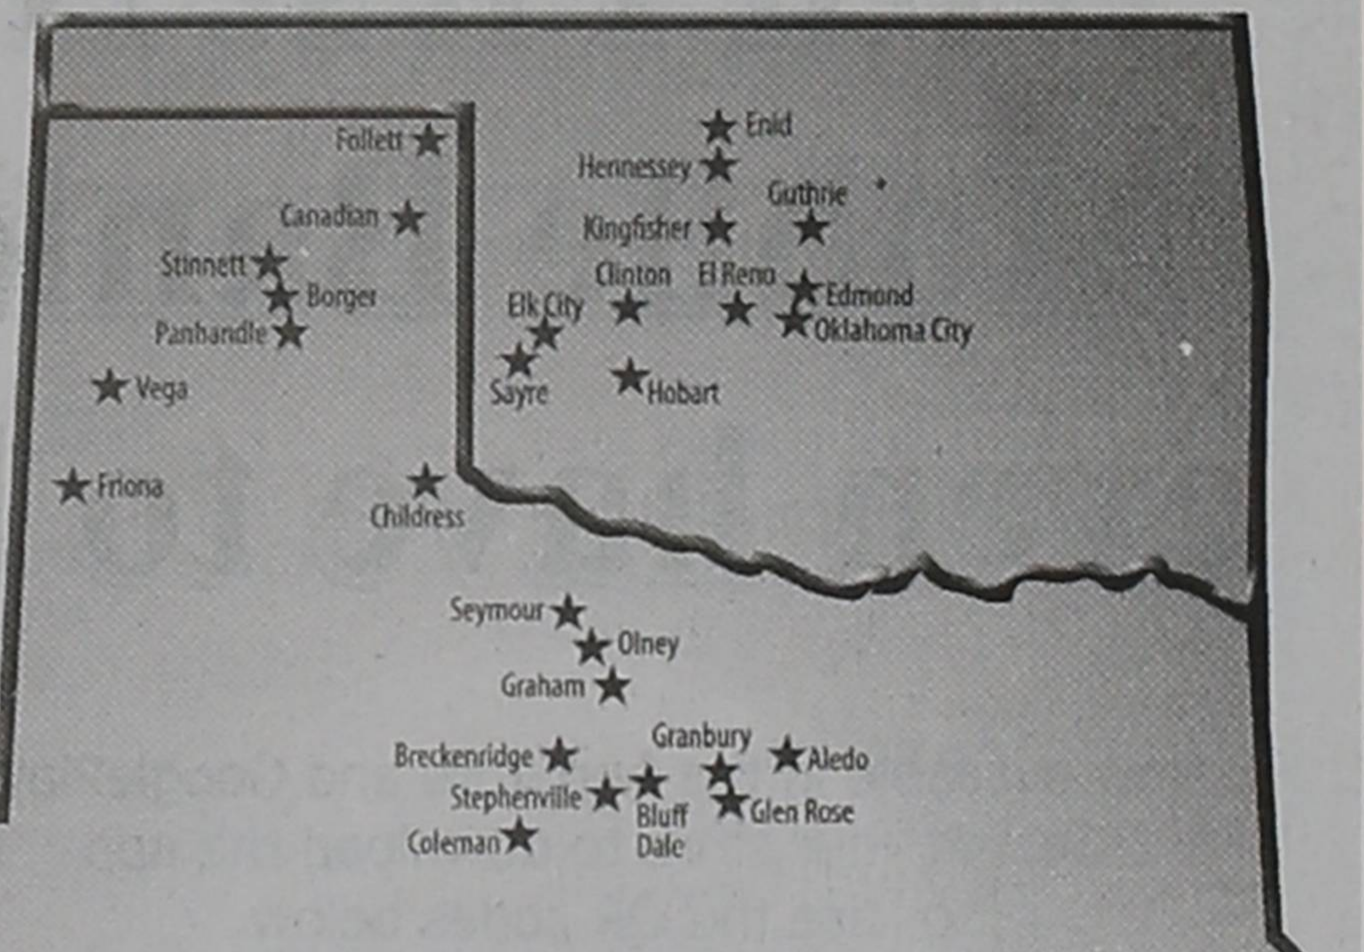 Enid
Follett
Hennessey
Guthrie
Canadian
Kingfisher
Stinnett
Clinton
El Reno
Borger
Elk City
Edmond
Panhandle
Oklahoma City
Vega
Sayre
Hobart
Friona
Childress
Seymour
Olney
Graham
Granbury
Breckenridge
Aledo
Stephenville
Bluff
Dale
Glen Rose
Coleman